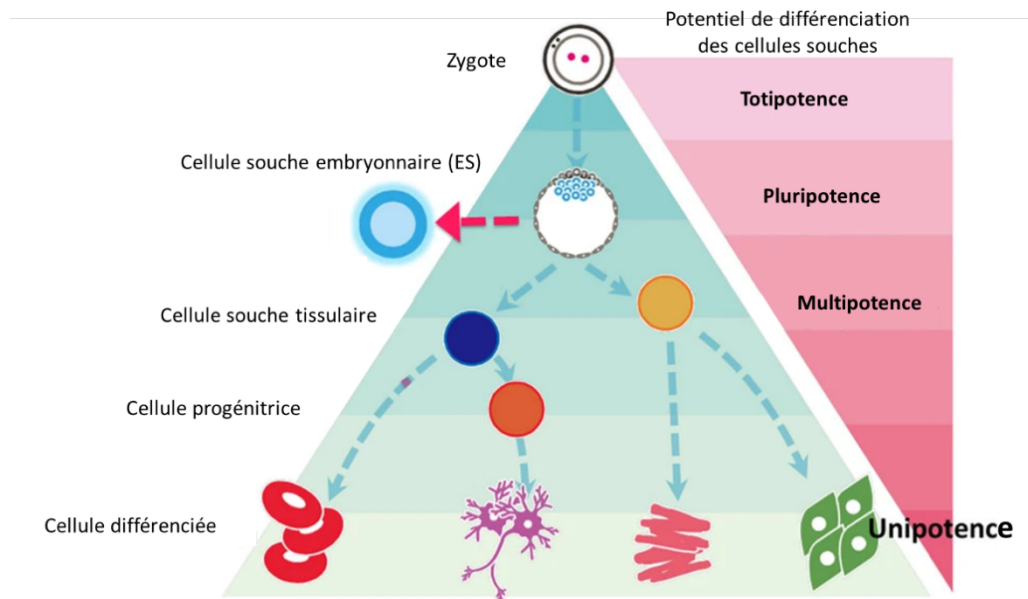 Potentiel de différenciation
des cellules souches
Zygote
Totipotence
Cellule souche embryonnaire (ES)
Pluripotence
Multipotence
Cellule souche tissulaire
Cellule progénitrice
Cellule différenciée
Unipotence